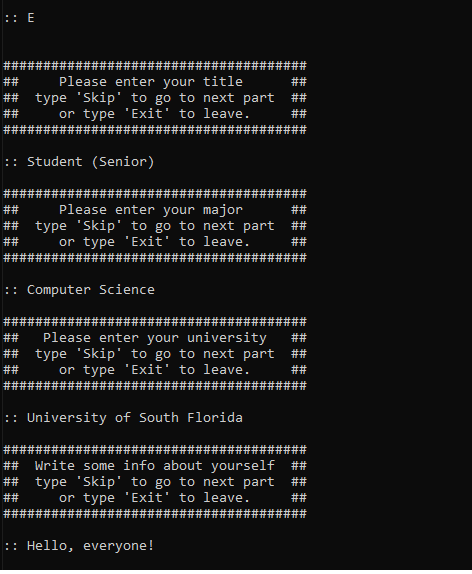 :: E
######################################
##     Please enter your title      ##
##  type 'Skip' to go to next part  ##
##     or type 'Exit' to leave.     ##
######################################
:: Student (Senior)
######################################
##     Please enter your major      ##
##  type 'Skip' to go to next part  ##
##     or type 'Exit' to leave.     ##
######################################
:: Computer Science
######################################
##   Please enter your university   ##
##  type 'Skip' to go to next part  ##
##     or type 'Exit' to leave.     ##
######################################
:: University of South Florida
######################################
##  Write some info about yourself  ##
##  type 'Skip' to go to next part  ##
##     or type 'Exit' to leave.     ##
######################################
:: Hello, everyone!